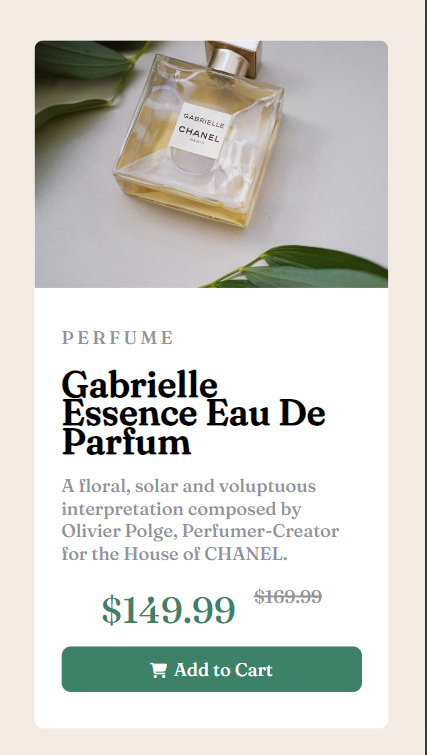 GABRIELLE
CHANEL
PARIS
PERFUME
Gabrielle
Essence Eau De
Parfum
A floral, solar and voluptuous
interpretation composed by
Olivier Polge, Perfumer-Creator
for the House of CHANEL.
$149.99 $169.99
Add to Cart